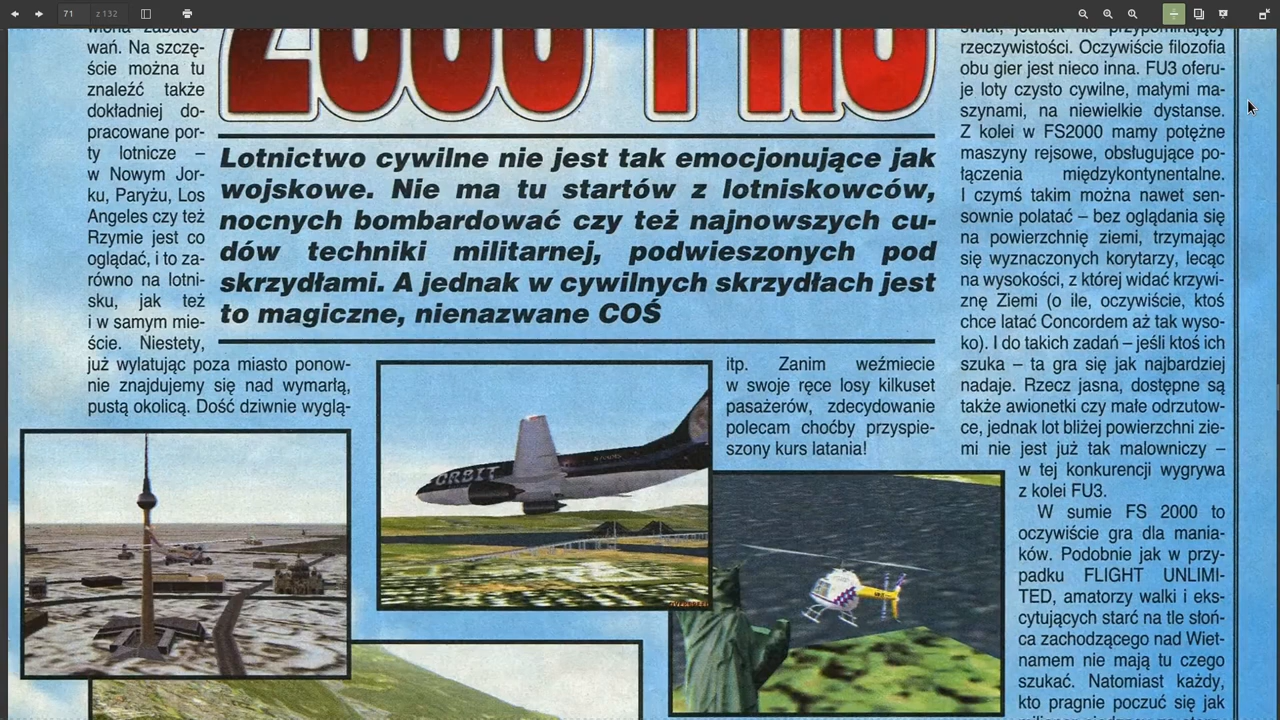 71
z 132
2000 Pro
wiona zabudo
wań. Na szczę-
ście można tu
znaleźć także
dokładniej do-
pracowane por-
ty lotnicze –
w Nowym Jor-
ku, Paryżu, Los
Angeles czy też
Rzymie jest co
oglądać, i to za-
równo na lotni-
sku, jak też
i w samym mie-
ście. Niestety,
już wylatując poza miasto ponow-
nie znajdujemy się nad wymarłą,
pustą okolicą. Dość dziwnie wyglą-
Lotnictwo cywilne nie jest tak emocjonujące jak
wojskowe. Nie ma tu startów z lotniskowców,
nocnych bombardować czy też najnowszych cu-
dów techniki militarnej, podwieszonych pod
skrzydłami. A jednak w cywilnych skrzydłach jest
to magiczne, nienazwane COŚ
ORBIT
itp. Zanim weźmiecie
w swoje ręce losy kilkuset
pasażerów, zdecydowanie
polecam choćby przyspie-
szony kurs latania!
świat, jednak nie przypominający
rzeczywistości. Oczywiście filozofia
obu gier jest nieco inna. FU3 oferu-
je loty czysto cywilne, małymi ma-
szynami, na niewielkie dystanse.
Z kolei w FS2000 mamy potężne
maszyny rejsowe, obsługujące po-
łączenia międzykontynentalne.
I czymś takim można nawet sen-
sownie polatać – bez oglądania się
na powierzchnię ziemi, trzymając
się wyznaczonych korytarzy, lecąc
na wysokości, z której widać krzywi-
znę Ziemi (o ile, oczywiście, ktoś
chce latać Concordem aż tak wyso-
ko). I do takich zadań – jeśli ktoś ich
szuka – ta gra się jak najbardziej
nadaje. Rzecz jasna, dostępne są
także awionetki czy małe odrzutow-
ce, jednak lot bliżej powierzchni zie-
mi nie jest już tak malowniczy –
w tej konkurencji wygrywa
z kolei FU3.
W sumie FS 2000 to
oczywiście gra dla mania-
ków. Podobnie jak w przy-
padku FLIGHT UNLIMI-
TED, amatorzy walki i eks-
cytujących starć na tle słoń-
ca zachodzącego nad Wiet-
namem nie mają tu czego
szukać. Natomiast każdy,
kto pragnie poczuć się jak